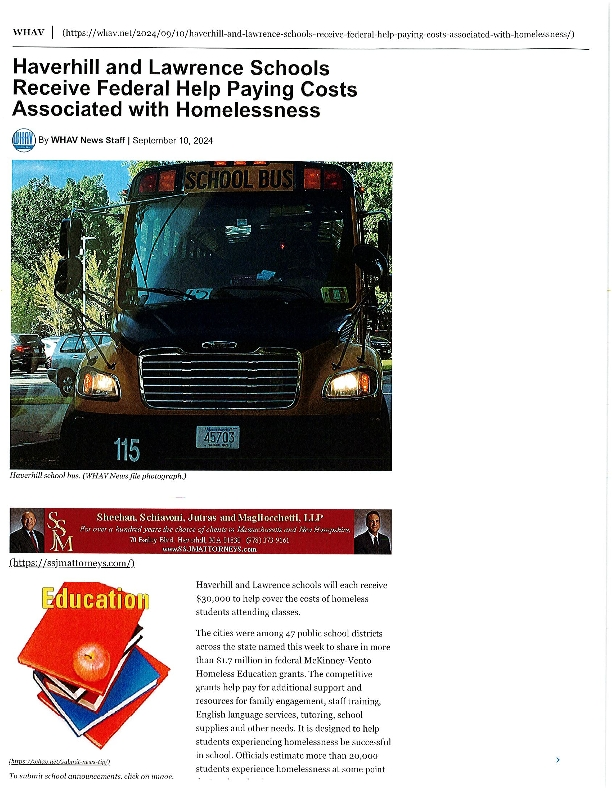 WHAV | (https://whav.net/2024/09/10/haverhill-and-lawrence-schools-receive-federal-help-paying-costs-associated-with-homelessness/)
Haverhill and Lawrence Schools
Receive Federal Help Paying Costs
Associated with Homelessness
WHAV
By WHAV News Staff | September 10, 2024
SCHOOL BUS
115
45703
Haverhill school bus. (WHAV News file photograph.)
SSJM
Sheehan, Schiavoni, Jutras and Magliocchetti, LLP
For over a hundred years the choice of clients in Massachusetts and New Hampshire.
70 Bailey Blvd. Haverhill, MA 01830 (978) 373-9161
www.SSJMATTORNEYS.com
(https://ssjmattorneys.com/)
Education
Haverhill and Lawrence schools will each receive
$30,000 to help cover the costs of homeless
students attending classes.
The cities were among 47 public school districts
across the state named this week to share in more
than $1.7 million in federal McKinney-Vento
Homeless Education grants. The competitive
grants help pay for additional support and
resources for family engagement, staff training,
English language services, tutoring, school
supplies and other needs. It is designed to help
students experiencing homelessness be successful
in school. Officials estimate more than 20,000
students experience homelessness at some point
To submit school announcements, click on image.